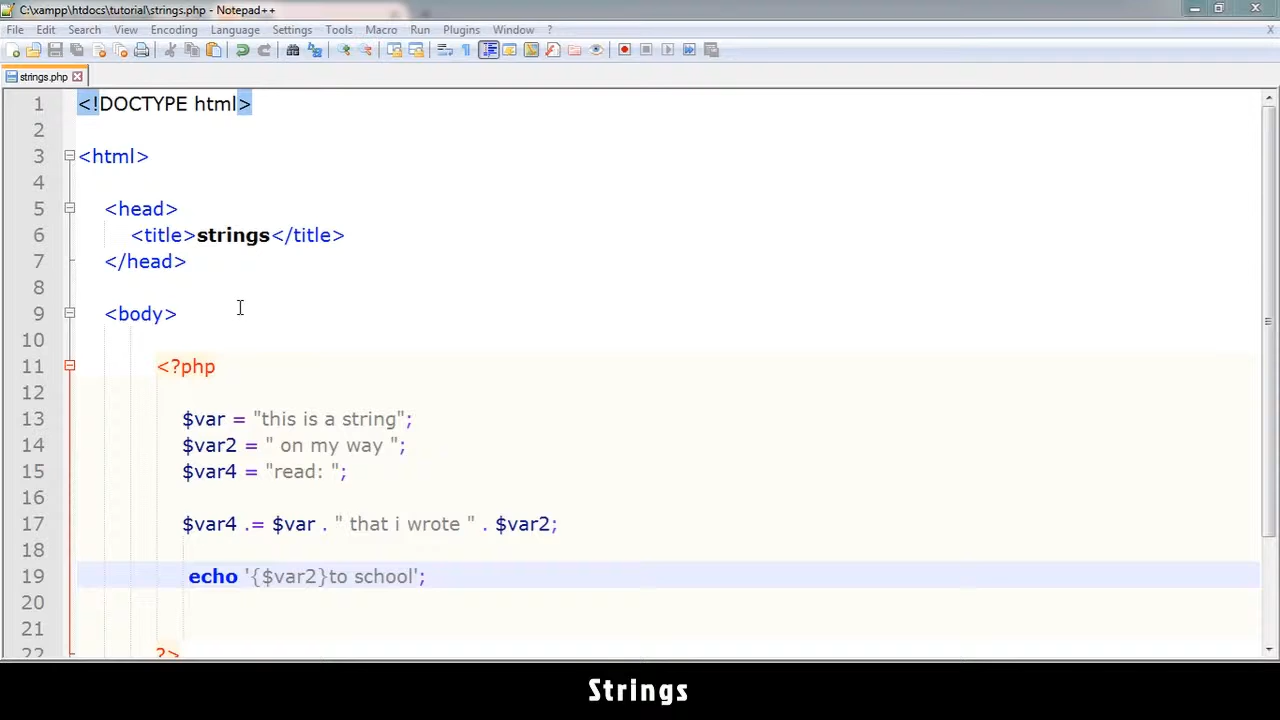 C:\xampp\htdocs\tutorial\strings.php - Notepad++
File Edit Search View Encoding Language Settings Tools Macro Run Plugins Window ? X
strings.php
1 <!DOCTYPE html>
2
3 <html>
4
5 <head>
6 <title>strings</title>
7 </head>
8
9 <body>
10
11 <?php
12
13 $var = "this is a string";
14 $var2 = " on my way ";
15 $var4 = "read: ";
16
17 $var4 .= $var . " that i wrote " . $var2;
18
19 echo '{$var2}to school';
20
21
22 ?>
Strings